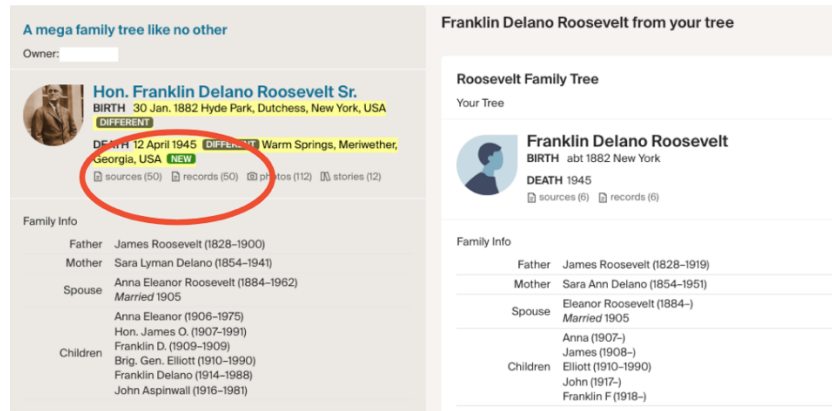 A mega family tree like no other
Owner:
Hon. Franklin Delano Roosevelt Sr.
BIRTH 30 Jan. 1882 Hyde Park, Dutchess, New York, USA
DIFFERENT
DEATH 12 April 1945 DIFFERENT Warm Springs, Meriwether,
Georgia, USA NEW
sources (50) records (50) photos (112) stories (12)
Family Info
Father James Roosevelt (1828–1900)
Mother Sara Lyman Delano (1854–1941)
Spouse Anna Eleanor Roosevelt (1884–1962)
Married 1905
Children Anna Eleanor (1906–1975)
Hon. James O. (1907–1991)
Franklin D. (1909–1909)
Brig. Gen. Elliott (1910–1990)
Franklin Delano (1914–1988)
John Aspinwall (1916–1981)
Franklin Delano Roosevelt from your tree
Roosevelt Family Tree
Your Tree
Franklin Delano Roosevelt
BIRTH abt 1882 New York
DEATH 1945
sources (6) records (6)
Family Info
Father James Roosevelt (1828–1919)
Mother Sara Ann Delano (1854–1951)
Spouse Eleanor Roosevelt (1884–)
Married 1905
Children Anna (1907–)
James (1908–)
Elliott (1910–1990)
John (1917–)
Franklin F (1918–)